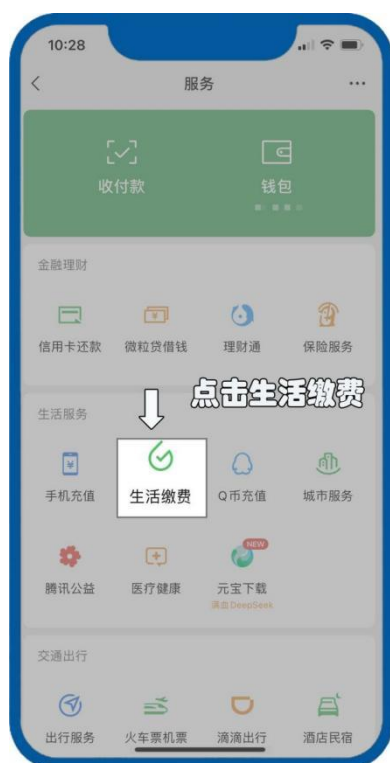 10:28
服务
收付款 钱包
金融理财
信用卡还款 微粒贷借钱 理财通 保险服务
点击生活缴费
生活服务
手机充值 生活缴费 Q币充值 城市服务
NEW
腾讯公益 医疗健康 元宝下载
满血DeepSeek
交通出行
出行服务 火车票机票 滴滴出行 酒店民宿